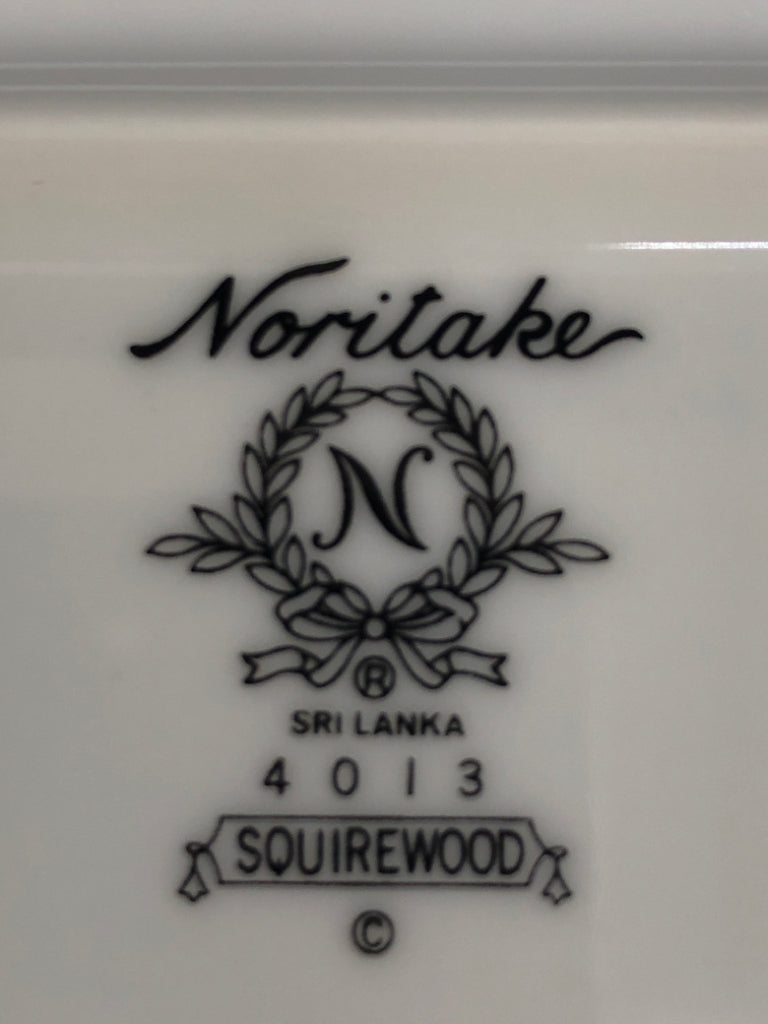 Noritake
N
®
SRI LANKA
4013
SQUIREWOOD
©